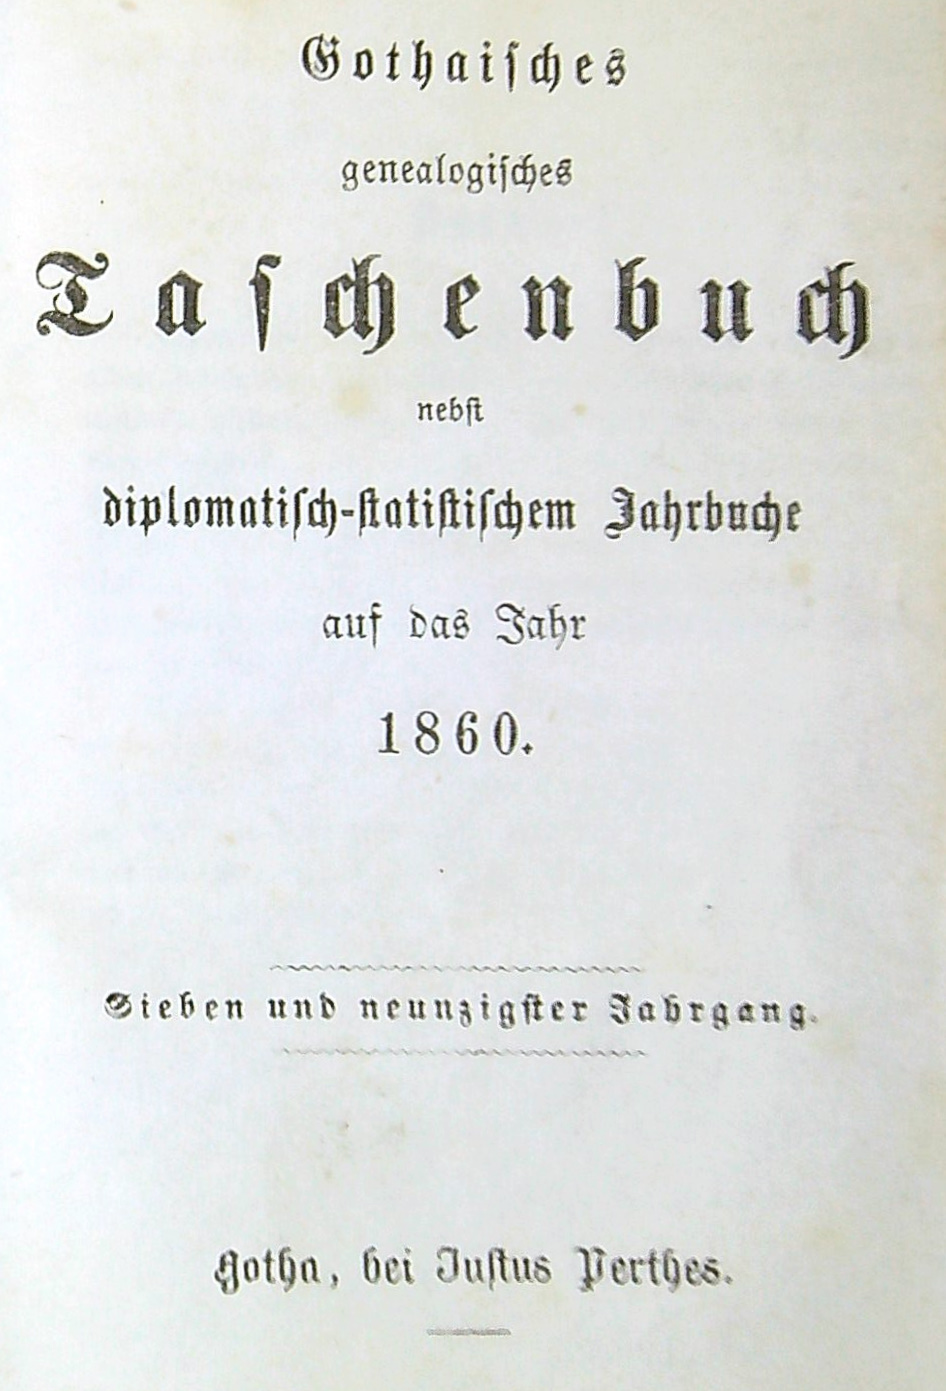 Gothaiſches
genealogiſches
Taſchenbuch
nebſt
diplomatiſch-ſtatiſtiſchem Jahrbuche
auf das Jahr
1860.
Sieben und neunzigſter Jahrgang.
Gotha, bei Juſtus Perthes.